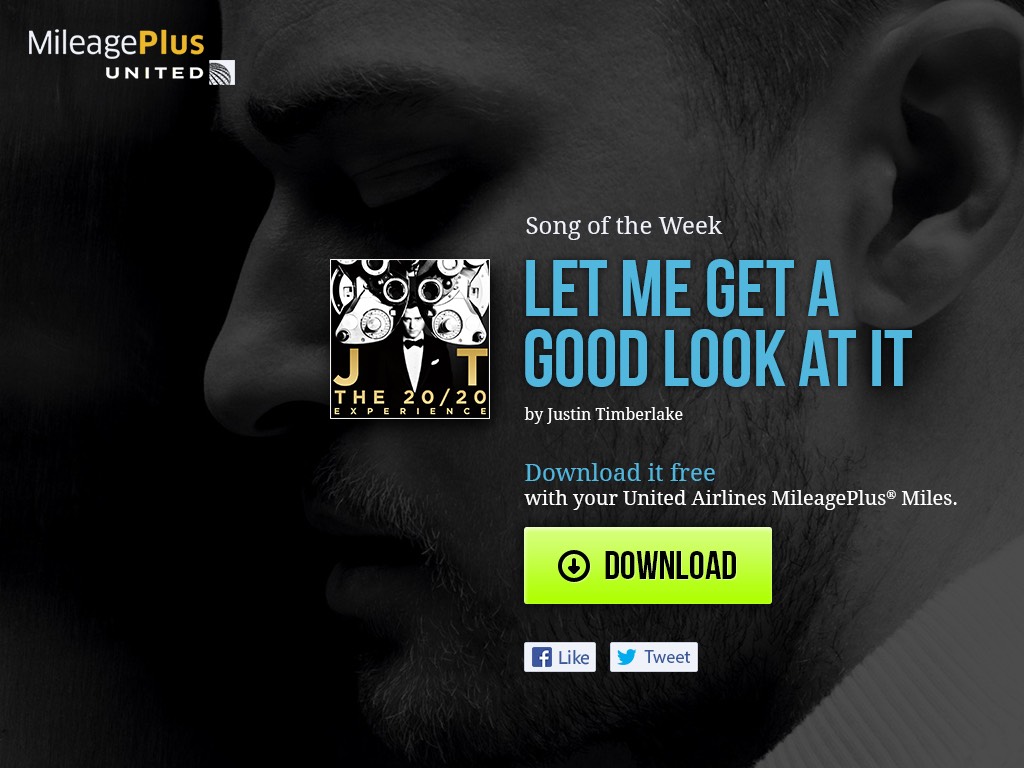 MileagePlus
UNITED
Song of the Week
LET ME GET A
GOOD LOOK AT IT
by Justin Timberlake
J T
THE 20/20
EXPERIENCE
Download it free
with your United Airlines MileagePlus® Miles.
DOWNLOAD
Like
Tweet